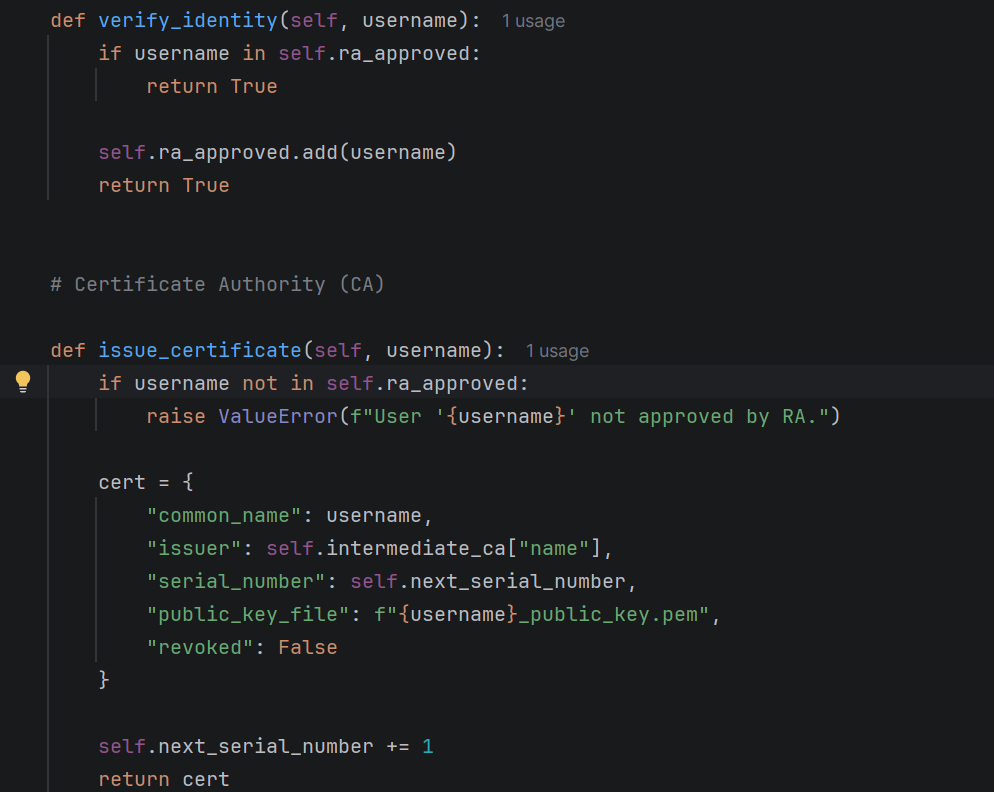 def verify_identity(self, username): 1 usage
    if username in self.ra_approved:
        return True

    self.ra_approved.add(username)
    return True


# Certificate Authority (CA)

def issue_certificate(self, username): 1 usage
    if username not in self.ra_approved:
        raise ValueError(f"User '{username}' not approved by RA.")

    cert = {
        "common_name": username,
        "issuer": self.intermediate_ca["name"],
        "serial_number": self.next_serial_number,
        "public_key_file": f"{username}_public_key.pem",
        "revoked": False
    }

    self.next_serial_number += 1
    return cert